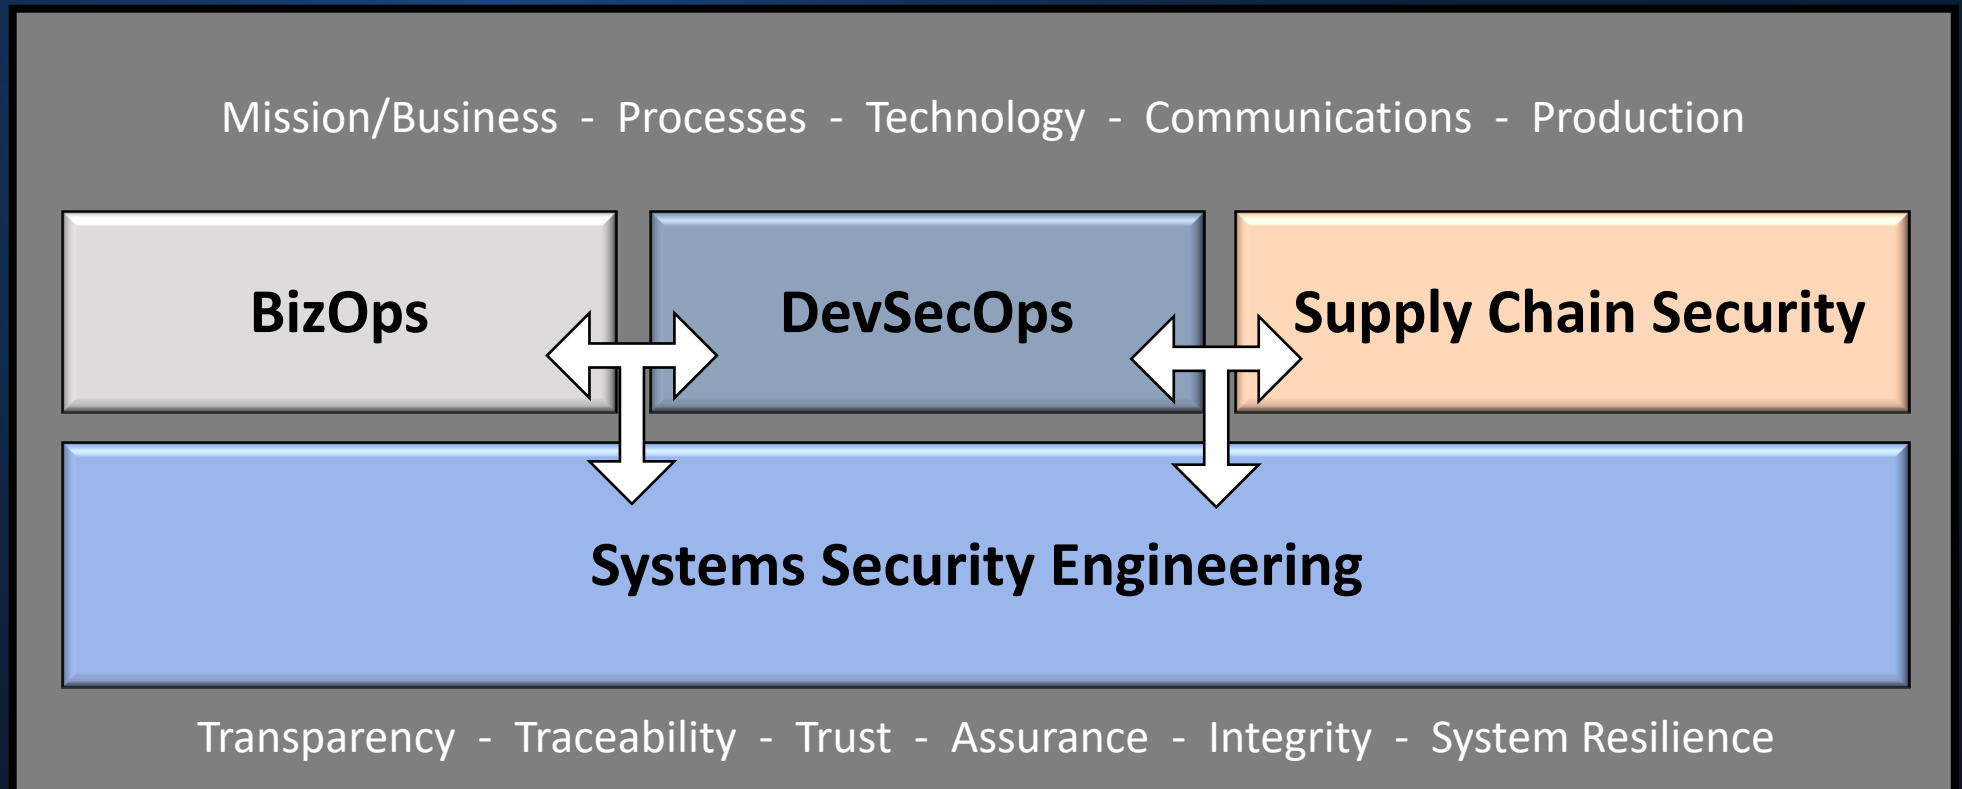 Mission/Business - Processes - Technology - Communications - Production
BizOps
DevSecOps
Supply Chain Security
Systems Security Engineering
Transparency - Traceability - Trust - Assurance - Integrity - System Resilience